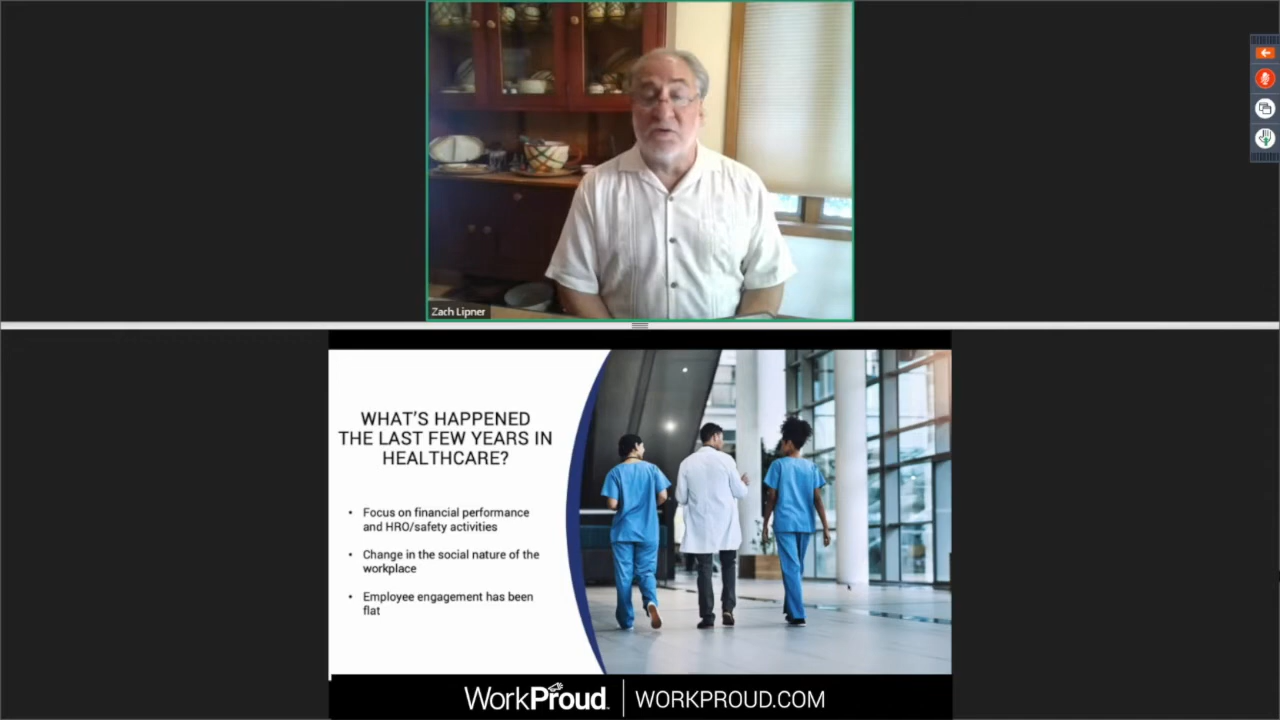 Zach Lipner
WHAT'S HAPPENED
THE LAST FEW YEARS IN
HEALTHCARE?
• Focus on financial performance
and HRO/safety activities
• Change in the social nature of the
workplace
• Employee engagement has been
flat
WorkProud. WORKPROUD.COM